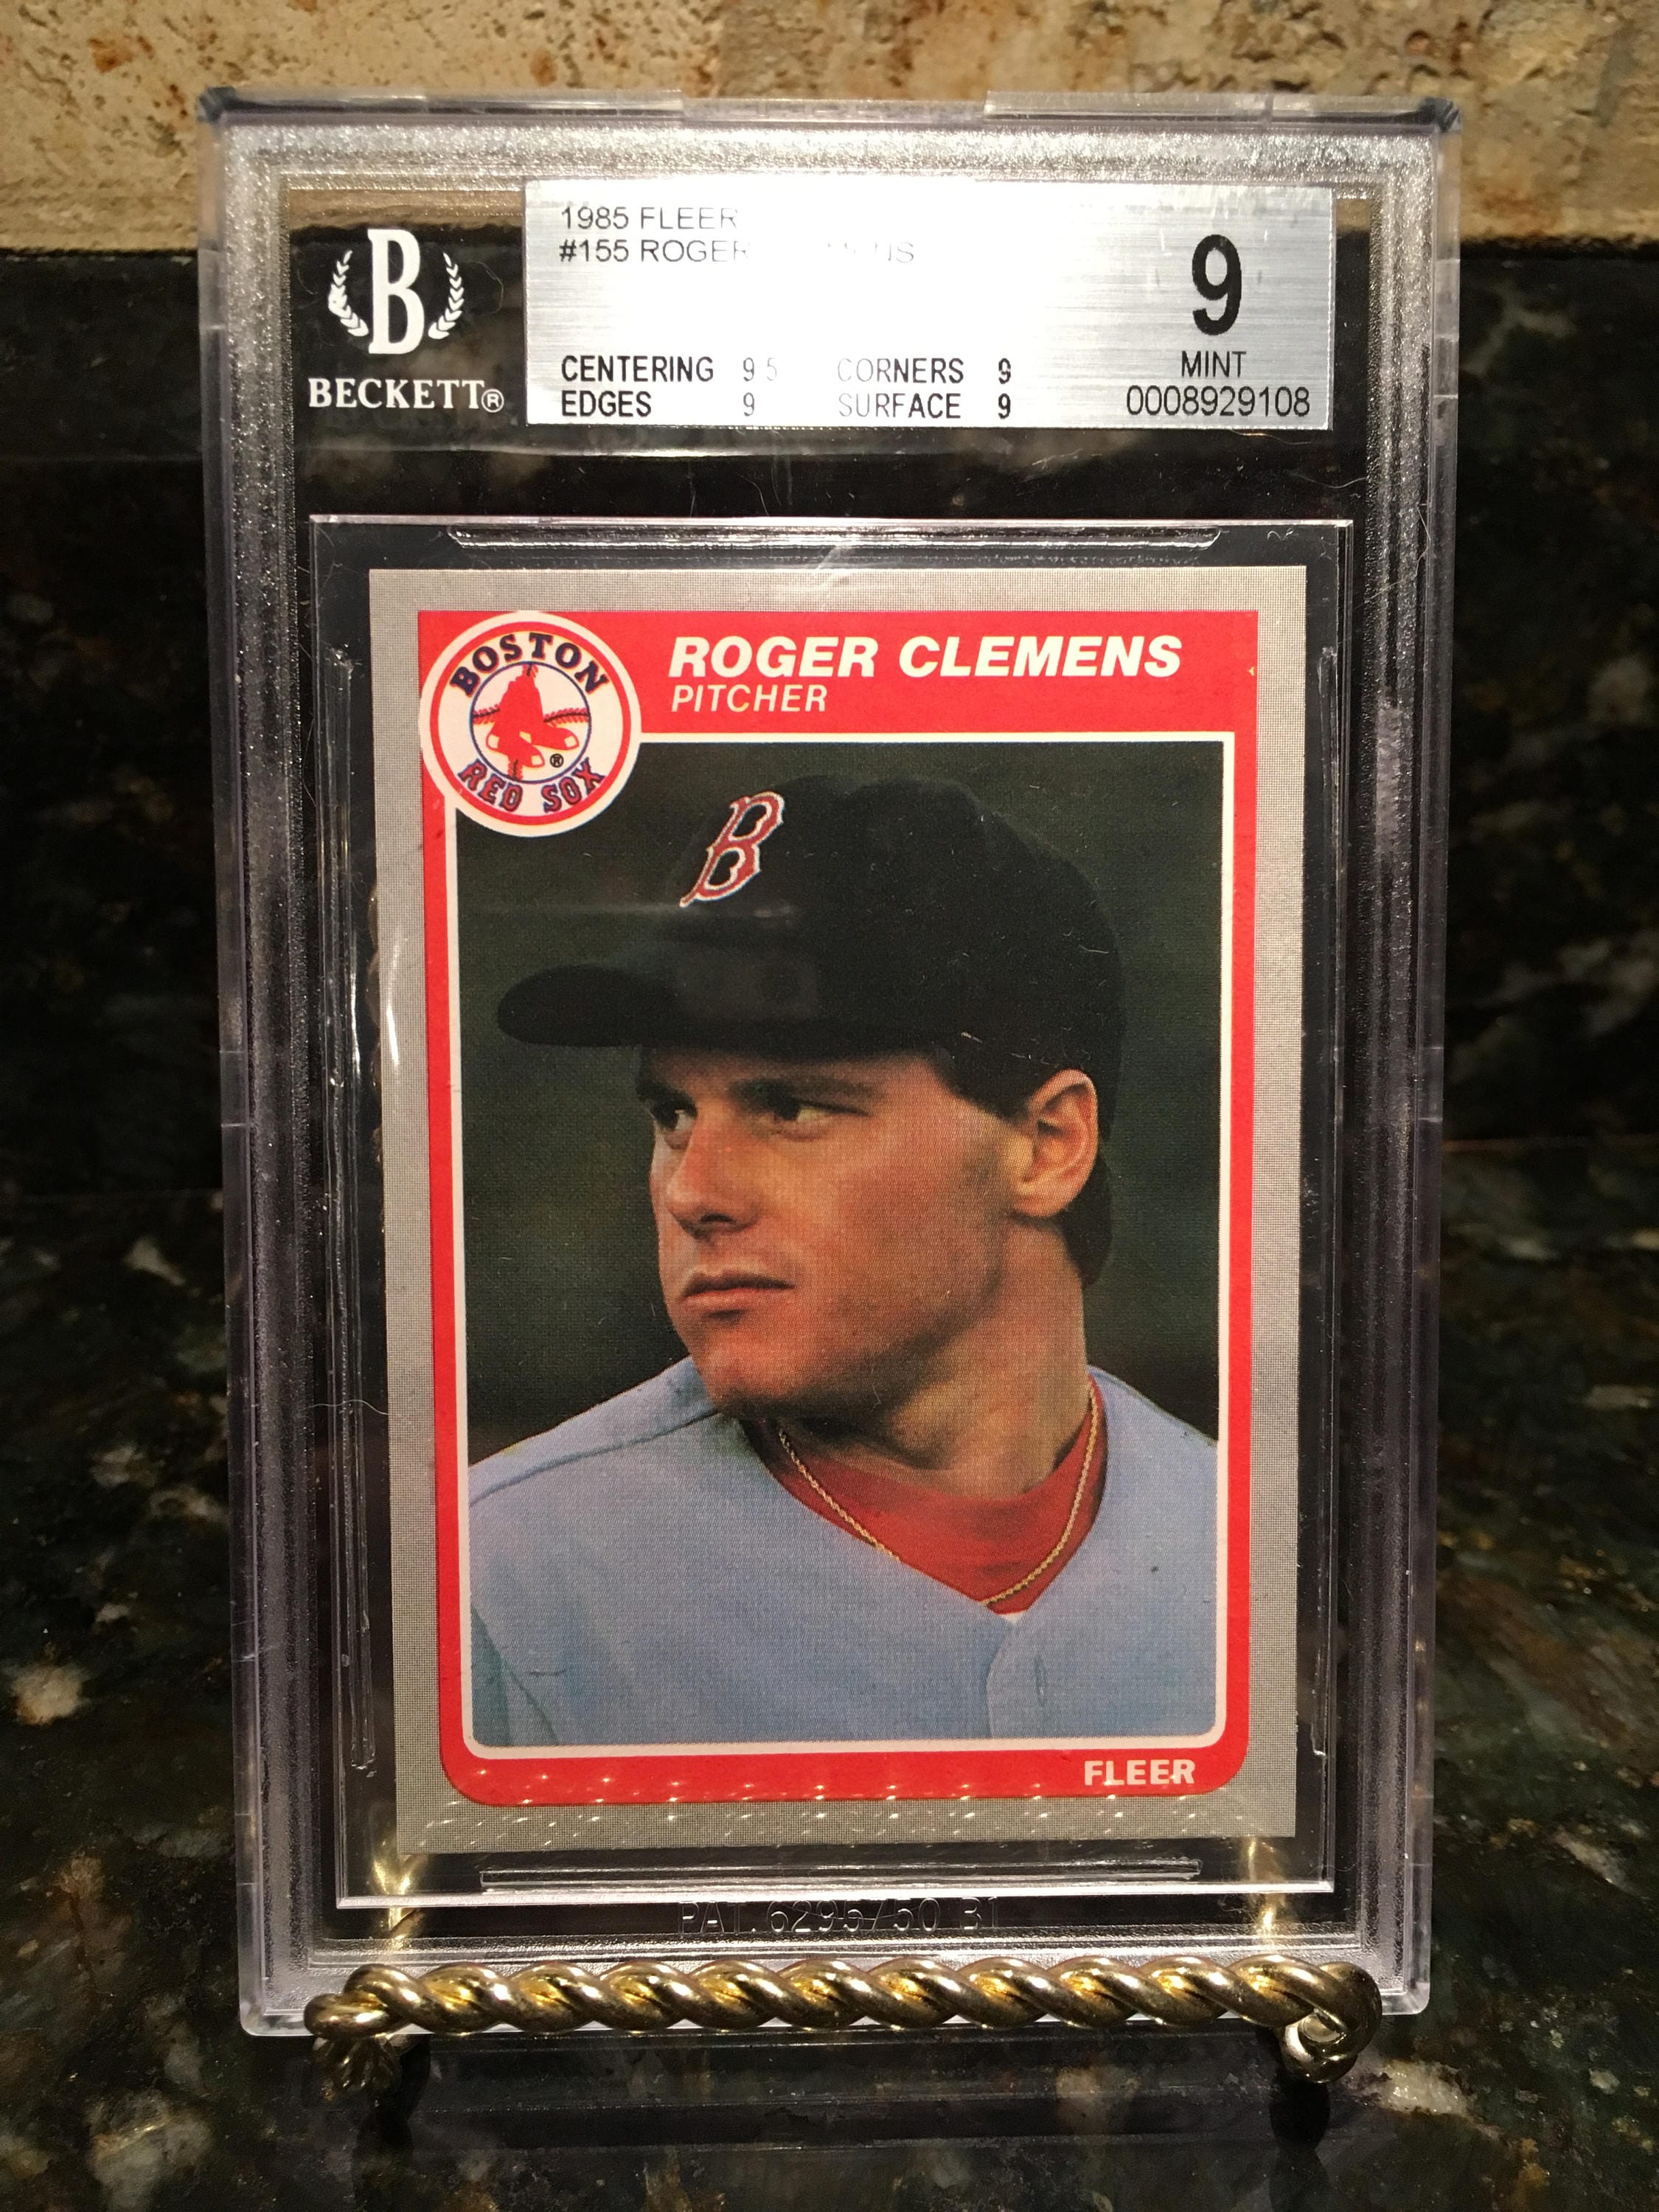 1985 FLEER
#155 ROGER
9
B
BECKETT®
CENTERING 9.5 CORNERS 9
MINT
EDGES 9 SURFACE 9
0008929108
BOSTON
RED SOX
®
ROGER CLEMENS
PITCHER
B
FLEER
PAT. 6295750 B1